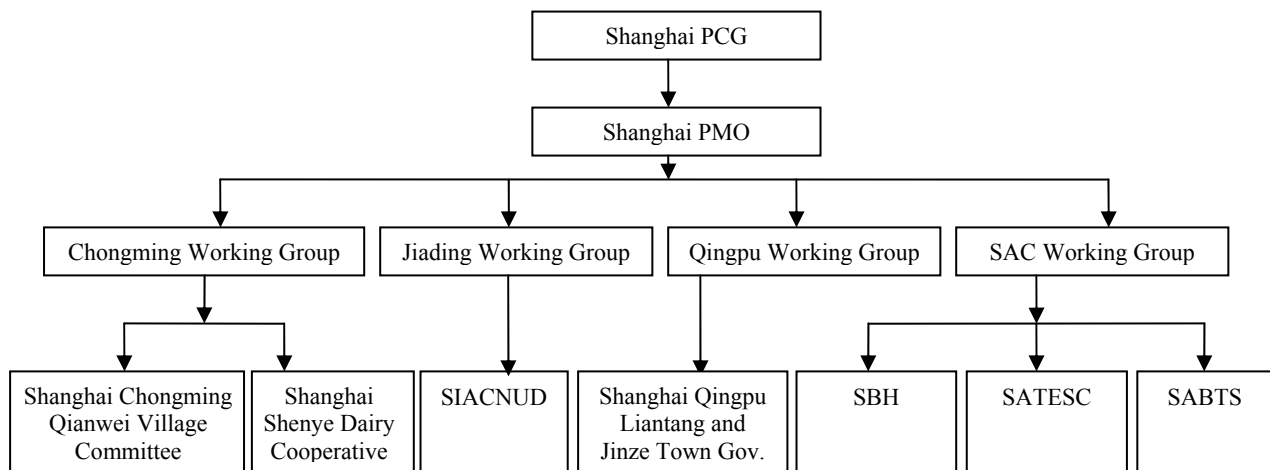 Shanghai PCG
Shanghai PMO
Chongming Working Group
Jiading Working Group
Qingpu Working Group
SAC Working Group
Shanghai Chongming
Qianwei Village
Committee
Shanghai
Shenye Dairy
Cooperative
SIACNUD
Shanghai Qingpu
Liantang and
Jinze Town Gov.
SBH
SATESC
SABTS